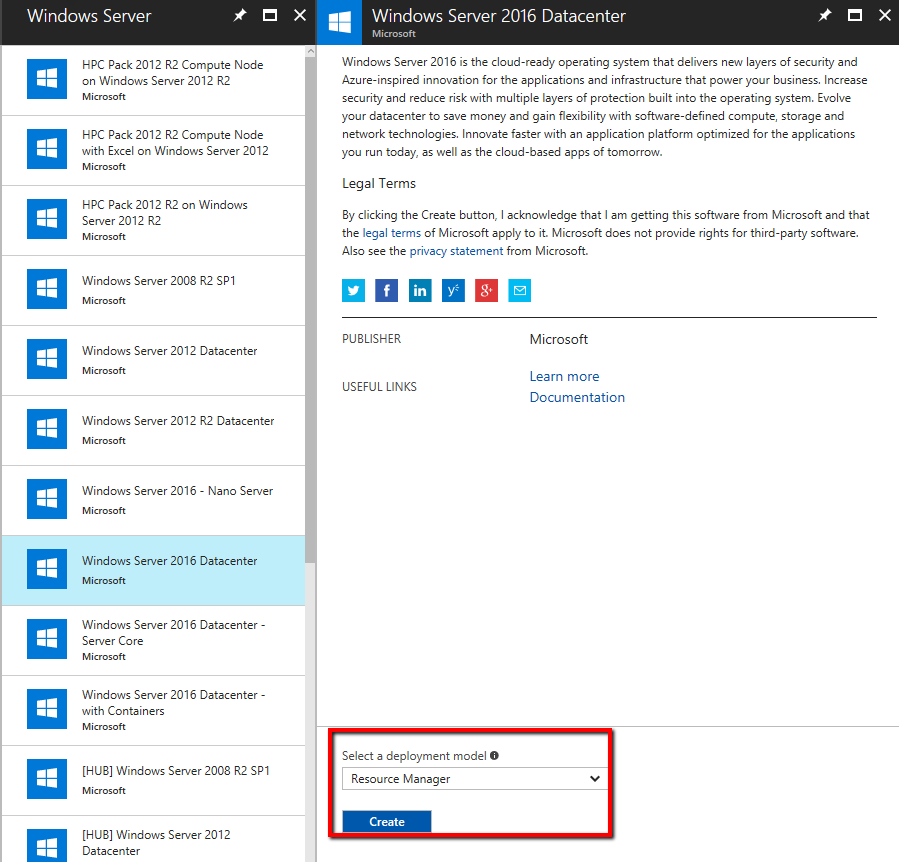 Windows Server
HPC Pack 2012 R2 Compute Node
on Windows Server 2012 R2
Microsoft
HPC Pack 2012 R2 Compute Node
with Excel on Windows Server 2012
Microsoft
HPC Pack 2012 R2 on Windows
Server 2012 R2
Microsoft
Windows Server 2008 R2 SP1
Microsoft
Windows Server 2012 Datacenter
Microsoft
Windows Server 2012 R2 Datacenter
Microsoft
Windows Server 2016 - Nano Server
Microsoft
Windows Server 2016 Datacenter
Microsoft
Windows Server 2016 Datacenter -
Server Core
Microsoft
Windows Server 2016 Datacenter -
with Containers
Microsoft
[HUB] Windows Server 2008 R2 SP1
Microsoft
[HUB] Windows Server 2012
Datacenter
Windows Server 2016 Datacenter
Microsoft
Windows Server 2016 is the cloud-ready operating system that delivers new layers of security and
Azure-inspired innovation for the applications and infrastructure that power your business. Increase
security and reduce risk with multiple layers of protection built into the operating system. Evolve
your datacenter to save money and gain flexibility with software-defined compute, storage and
network technologies. Innovate faster with an application platform optimized for the applications
you run today, as well as the cloud-based apps of tomorrow.
Legal Terms
By clicking the Create button, I acknowledge that I am getting this software from Microsoft and that
the legal terms of Microsoft apply to it. Microsoft does not provide rights for third-party software.
Also see the privacy statement from Microsoft.
PUBLISHER Microsoft
USEFUL LINKS Learn more
Documentation
Select a deployment model
Resource Manager
Create